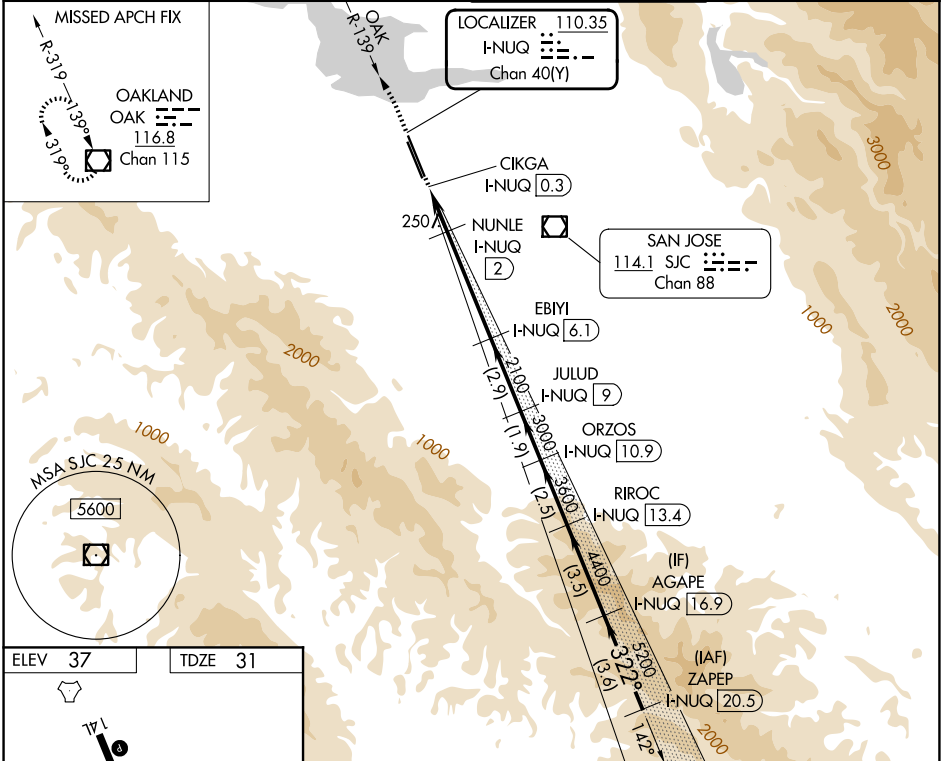 MISSED APCH FIX
R-319
139°
319°
OAKLAND
OAK
116.8
Chan 115
OAK
R-139
LOCALIZER 110.35
I-NUQ
Chan 40(Y)
3000
CIKGA
I-NUQ 0.3
250
NUNLE
I-NUQ
2
SAN JOSE
114.1 SJC
Chan 88
EBIYI
I-NUQ 6.1
1000
2000
2000
2100
(2.9)
JULUD
I-NUQ 9
3000
(1.9)
ORZOS
I-NUQ 10.9
1000
1000
MSA SJC 25 NM
5600
3600
(2.5)
RIROC
I-NUQ 13.4
4400
(3.5)
(IF)
AGAPE
I-NUQ 16.9
322°
5200
(3.6)
(IAF)
ZAPEP
I-NUQ 20.5
142°
2000
ELEV 37
TDZE 31
14L
P